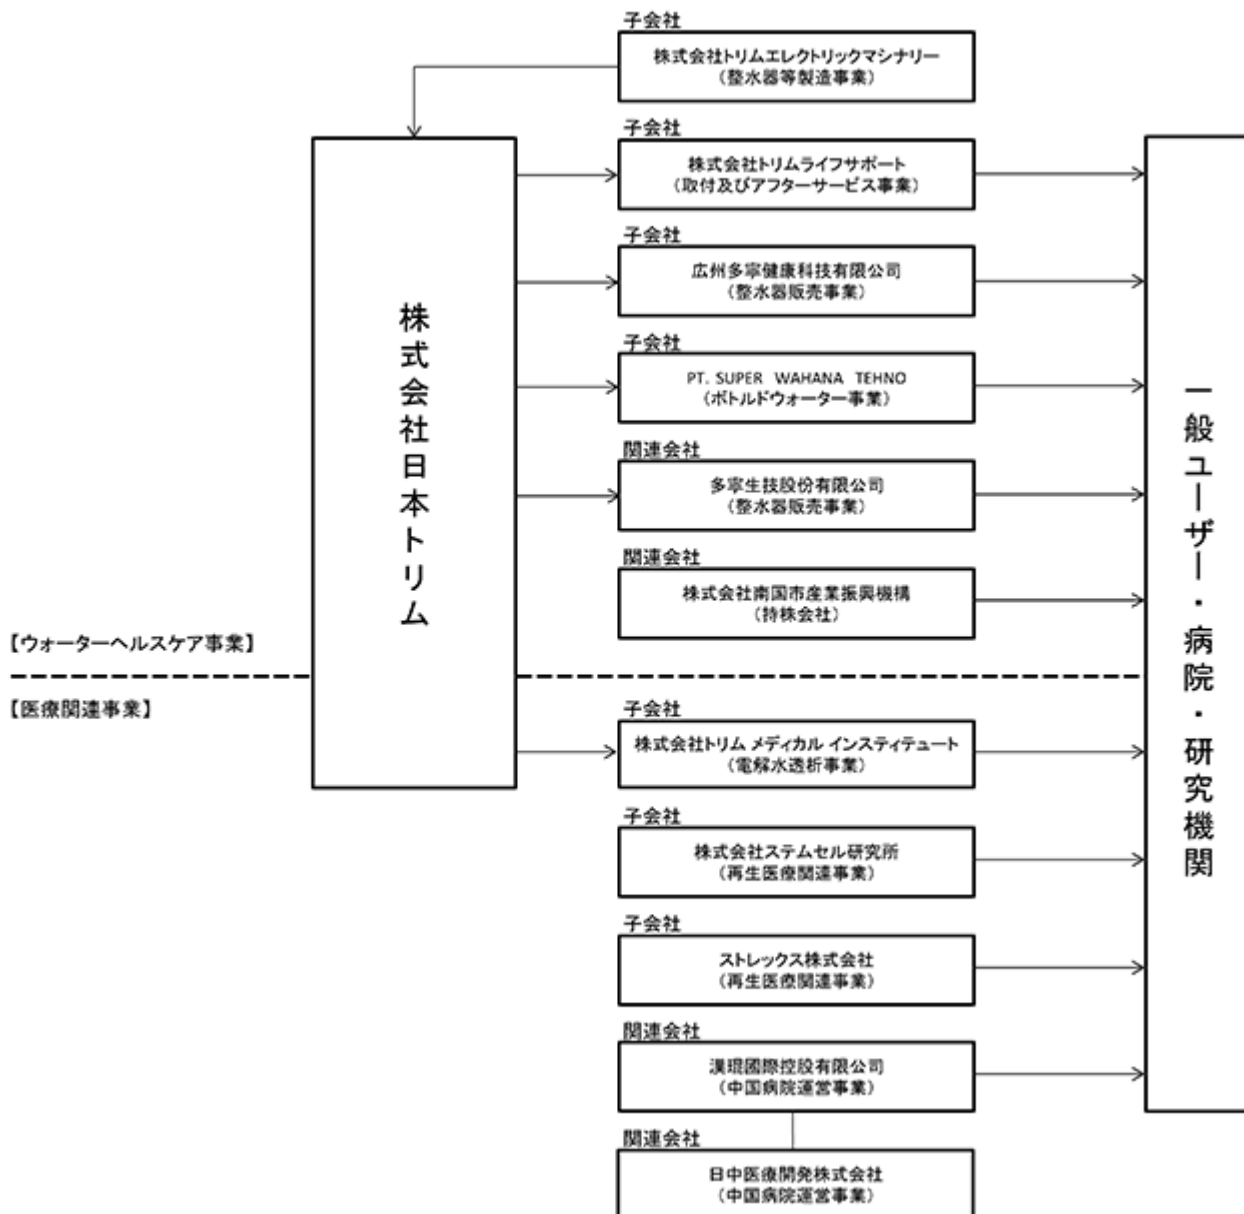 子会社
株式会社トリムエレクトリックマシナリー
（整水器等製造事業）
子会社
株式会社トリムライフサポート
（取付及びアフターサービス事業）
子会社
広州多寧健康科技有限公司
（整水器販売事業）
子会社
PT. SUPER WAHANA TEHNO
（ボトルドウォーター事業）
関連会社
多寧生技股份有限公司
（整水器販売事業）
関連会社
株式会社南国市産業振興機構
（持株会社）
株式会社日本トリム
一般ユーザー・病院・研究機関
【ウォーターヘルスケア事業】
【医療関連事業】
子会社
株式会社トリム メディカル インスティテュート
（電解水透析事業）
子会社
株式会社ステムセル研究所
（再生医療関連事業）
子会社
ストレックス株式会社
（再生医療関連事業）
関連会社
漢琨國際控股有限公司
（中国病院運営事業）
関連会社
日中医療開発株式会社
（中国病院運営事業）